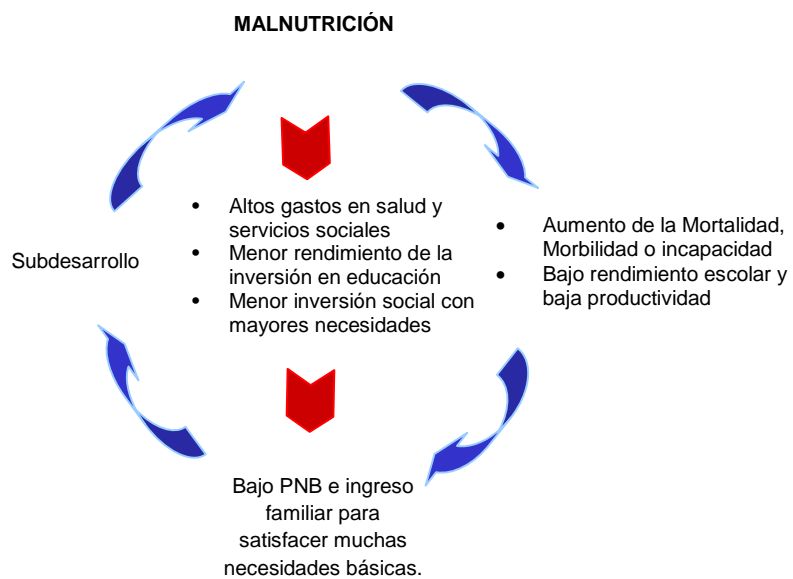 MALNUTRICIÓN
• Altos gastos en salud y
servicios sociales
• Menor rendimiento de la
inversión en educación
• Menor inversión social con
mayores necesidades
• Aumento de la Mortalidad,
Morbilidad o incapacidad
• Bajo rendimiento escolar y
baja productividad
Subdesarrollo
Bajo PNB e ingreso
familiar para
satisfacer muchas
necesidades básicas.